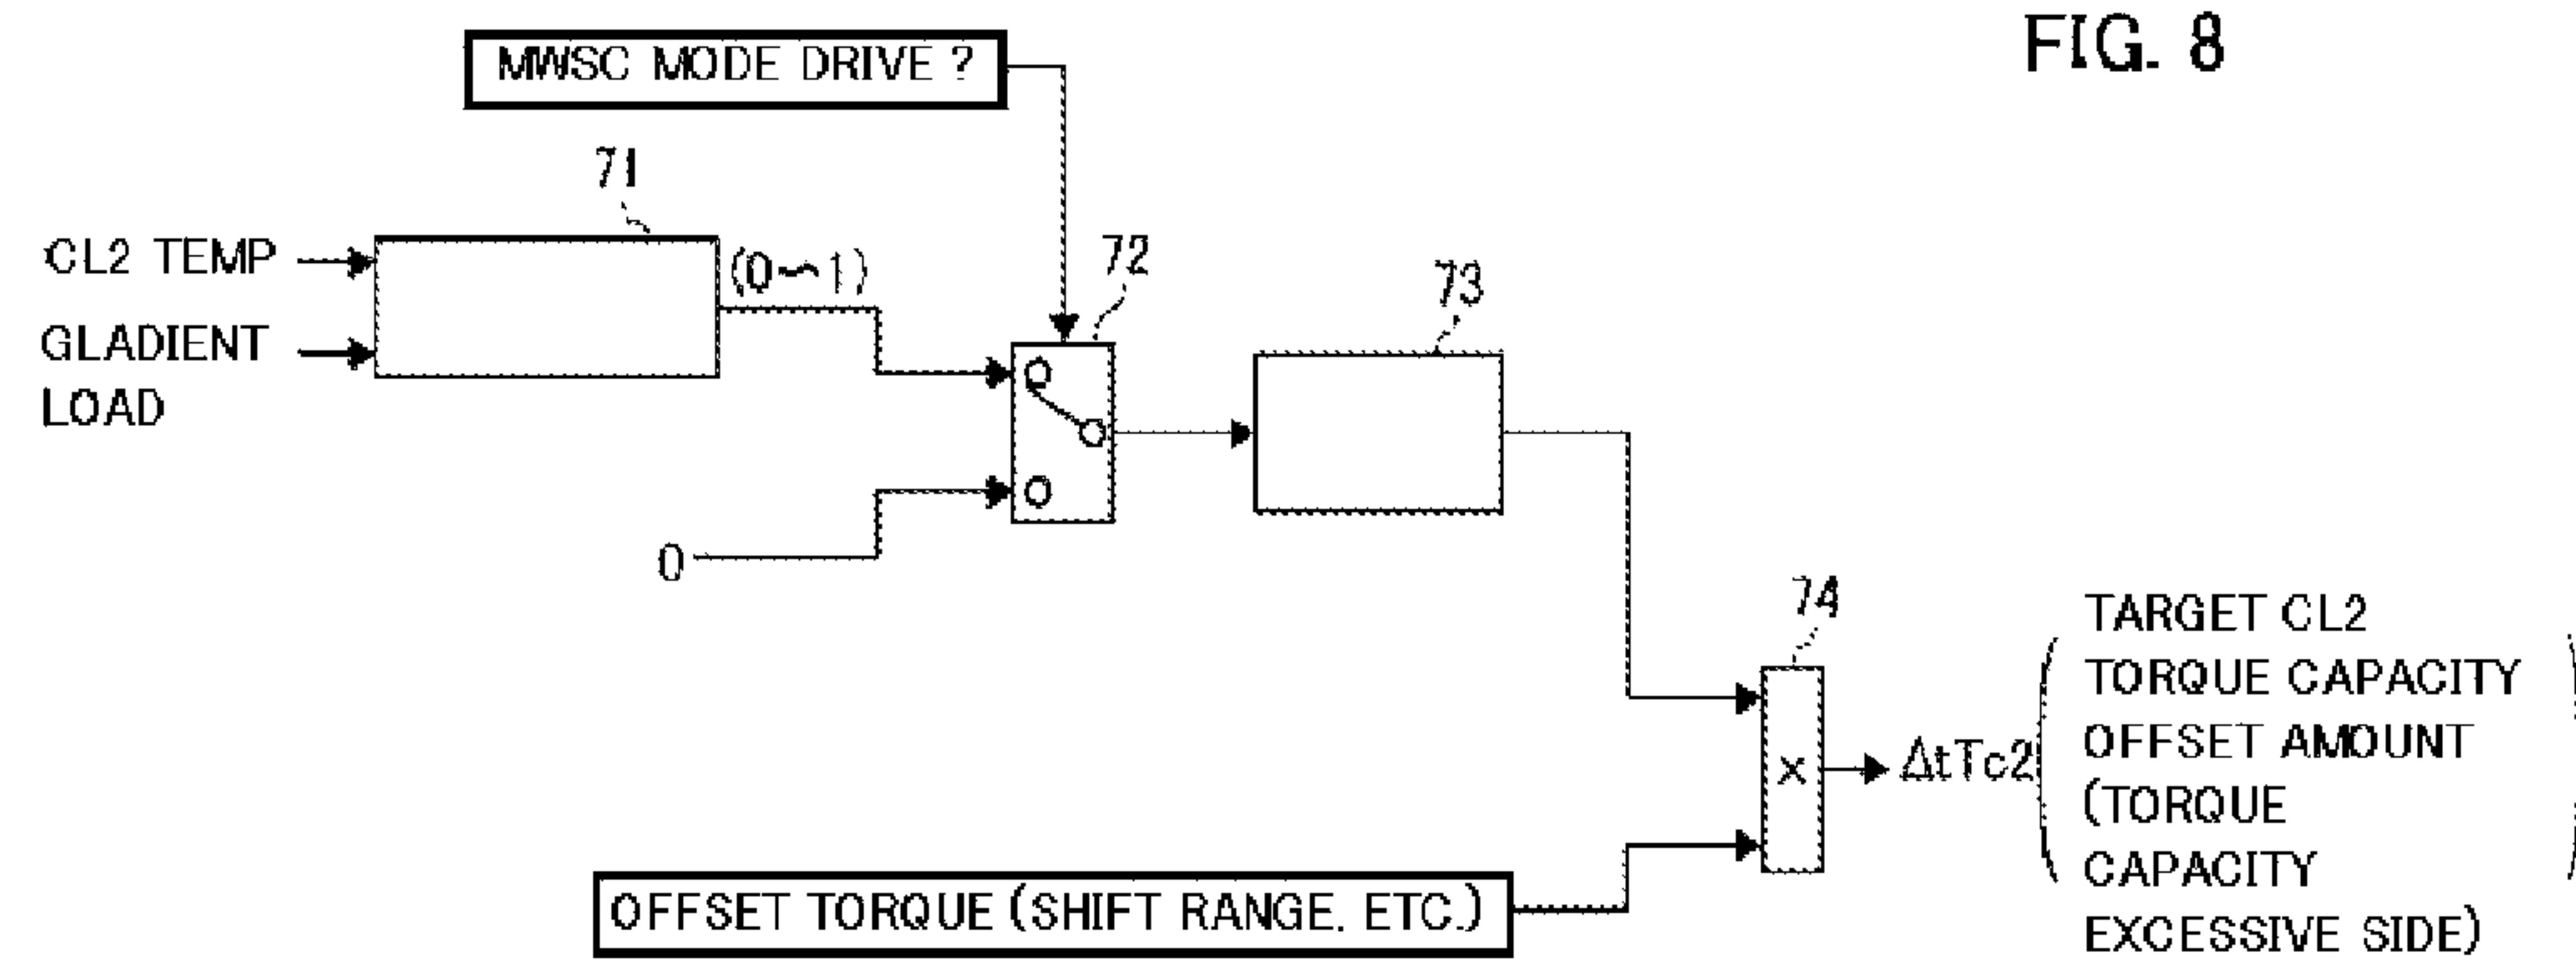 FIG. 8
MWSC MODE DRIVE ?
71
CL2 TEMP
(0~1)
72
73
GLADIENT
LOAD
0
74
TARGET CL2
TORQUE CAPACITY
OFFSET AMOUNT
×
ΔtTc2
(TORQUE
CAPACITY
EXCESSIVE SIDE)
OFFSET TORQUE (SHIFT RANGE. ETC.)